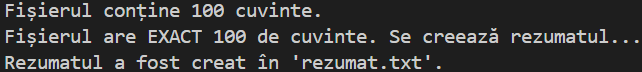 Fișierul conține 100 cuvinte.
Fișierul are EXACT 100 de cuvinte. Se creează rezumatul...
Rezumatul a fost creat în 'rezumat.txt'.